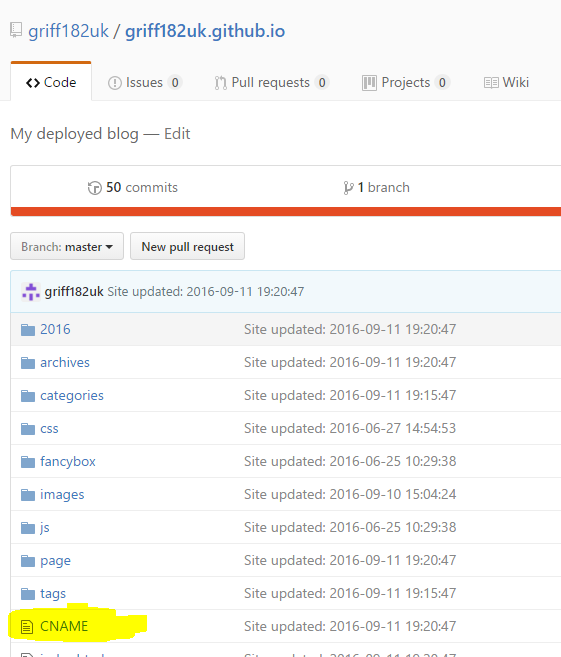 griff182uk / griff182uk.github.io
Code Issues 0 Pull requests 0 Projects 0 Wiki
My deployed blog — Edit
50 commits 1 branch
Branch: master New pull request
griff182uk Site updated: 2016-09-11 19:20:47
2016 Site updated: 2016-09-11 19:20:47
archives Site updated: 2016-09-11 19:20:47
categories Site updated: 2016-09-11 19:15:47
css Site updated: 2016-06-27 14:54:53
fancybox Site updated: 2016-06-25 10:29:38
images Site updated: 2016-09-10 15:04:24
js Site updated: 2016-06-25 10:29:38
page Site updated: 2016-09-11 19:20:47
tags Site updated: 2016-09-11 19:15:47
CNAME Site updated: 2016-09-11 19:20:47